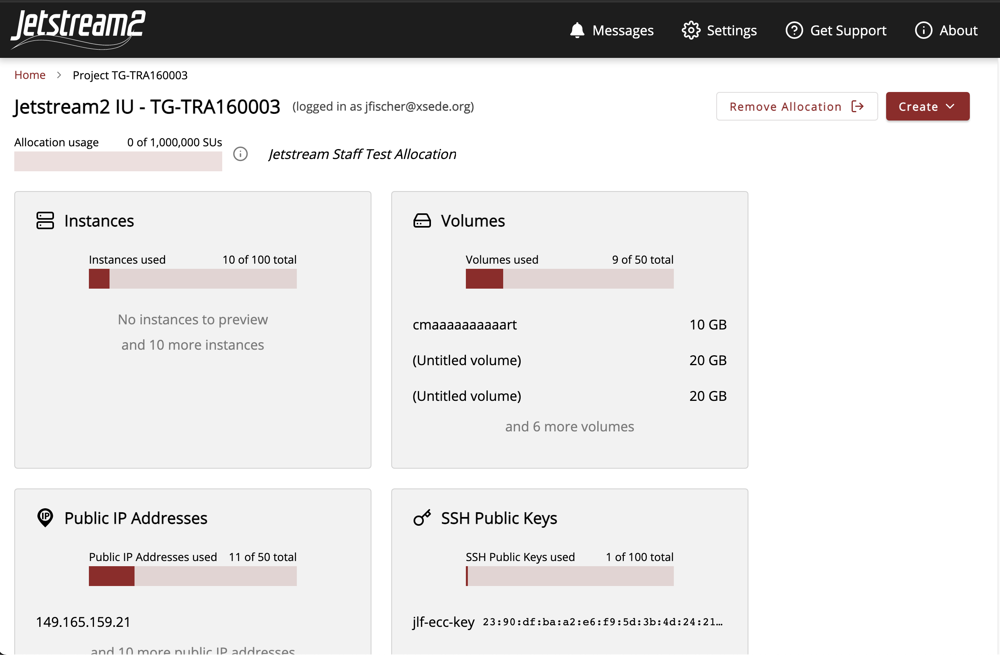 Jetstream2
Messages
Settings
Get Support
About
Home > Project TG-TRA160003
Jetstream2 IU - TG-TRA160003 (logged in as jfischer@xsede.org)
Remove Allocation
Create
Allocation usage 0 of 1,000,000 SUs
Jetstream Staff Test Allocation
Instances
Instances used 10 of 100 total
No instances to preview
and 10 more instances
Volumes
Volumes used 9 of 50 total
cmaaaaaaaaaart 10 GB
(Untitled volume) 20 GB
(Untitled volume) 20 GB
and 6 more volumes
IP
Public IP Addresses
Public IP Addresses used 11 of 50 total
149.165.159.21
and 10 more public IP addresses
SSH Public Keys
SSH Public Keys used 1 of 100 total
jlf-ecc-key 23:90:df:ba:a2:e6:f9:5d:3b:4d:24:21…